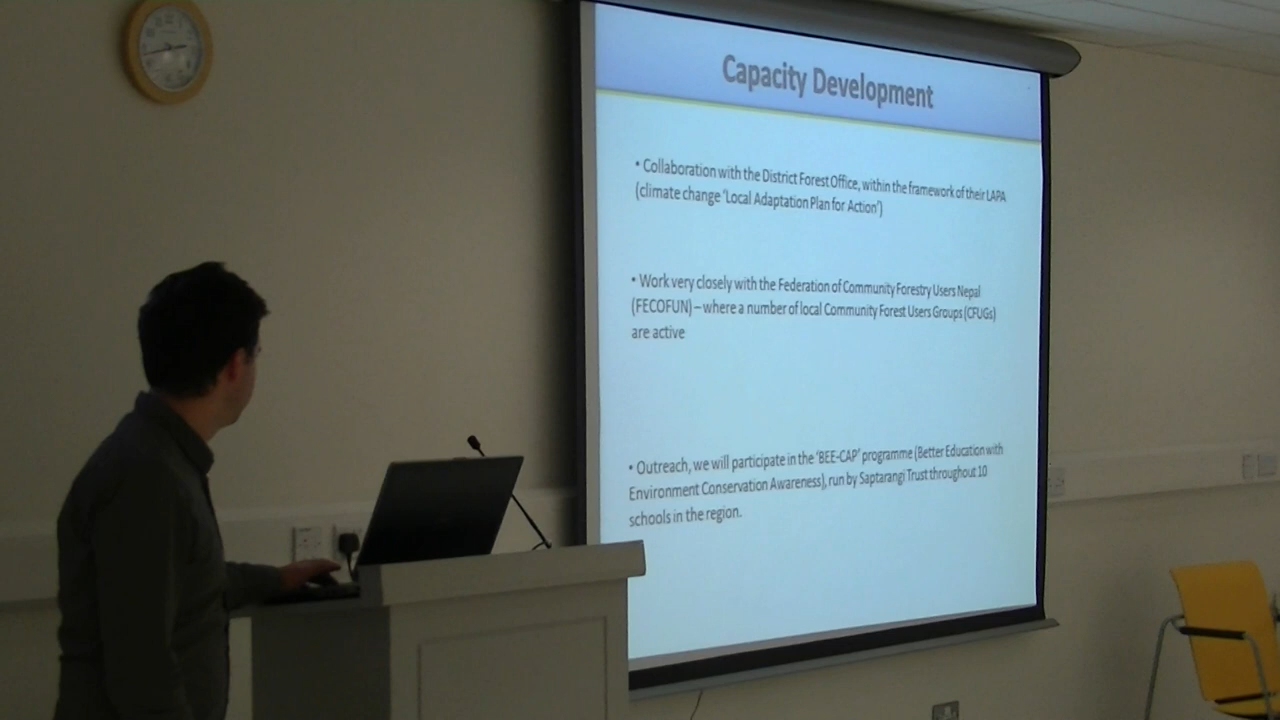 Capacity Development
• Collaboration with the District Forest Office, within the framework of their LAPA
(climate change 'Local Adaptation Plan for Action')
• Work very closely with the Federation of Community Forestry Users Nepal
(FECOFUN) – where a number of local Community Forest Users Groups (CFUGs)
are active
• Outreach, we will participate in the 'BEE-CAP' programme (Better Education with
Environment Conservation Awareness), run by Saptarangi Trust throughout 10
schools in the region.